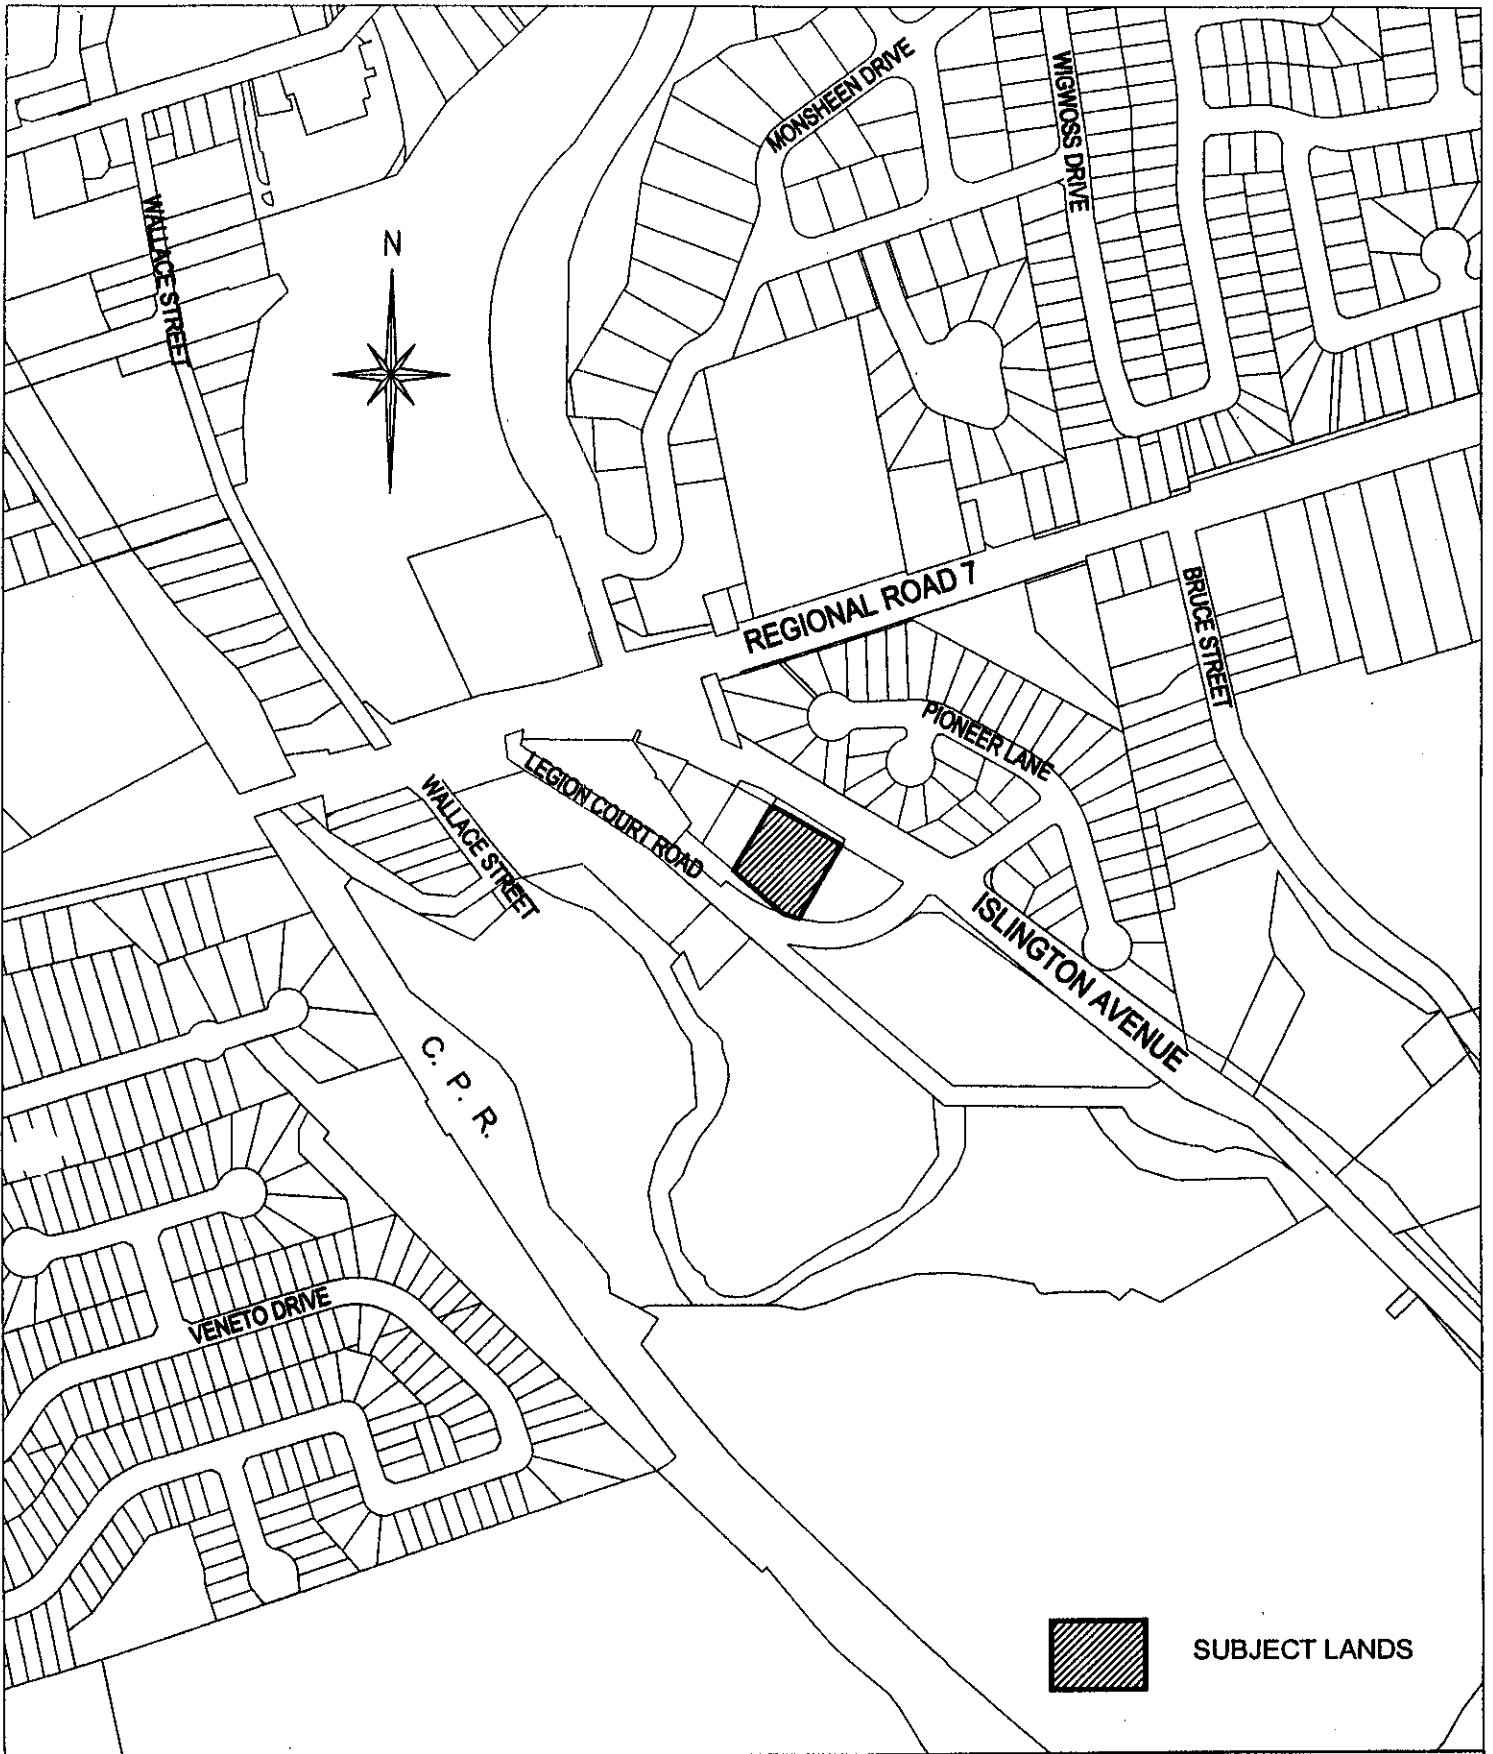 MONSHEEN DRIVE
WIGWOSS DRIVE
WALLACE STREET
N
REGIONAL ROAD 7
BRUCE STREET
PIONEER LANE
LEGION COURT ROAD
WALLACE STREET
ISLINGTON AVENUE
C. P. R.
VENETO DRIVE
SUBJECT LANDS